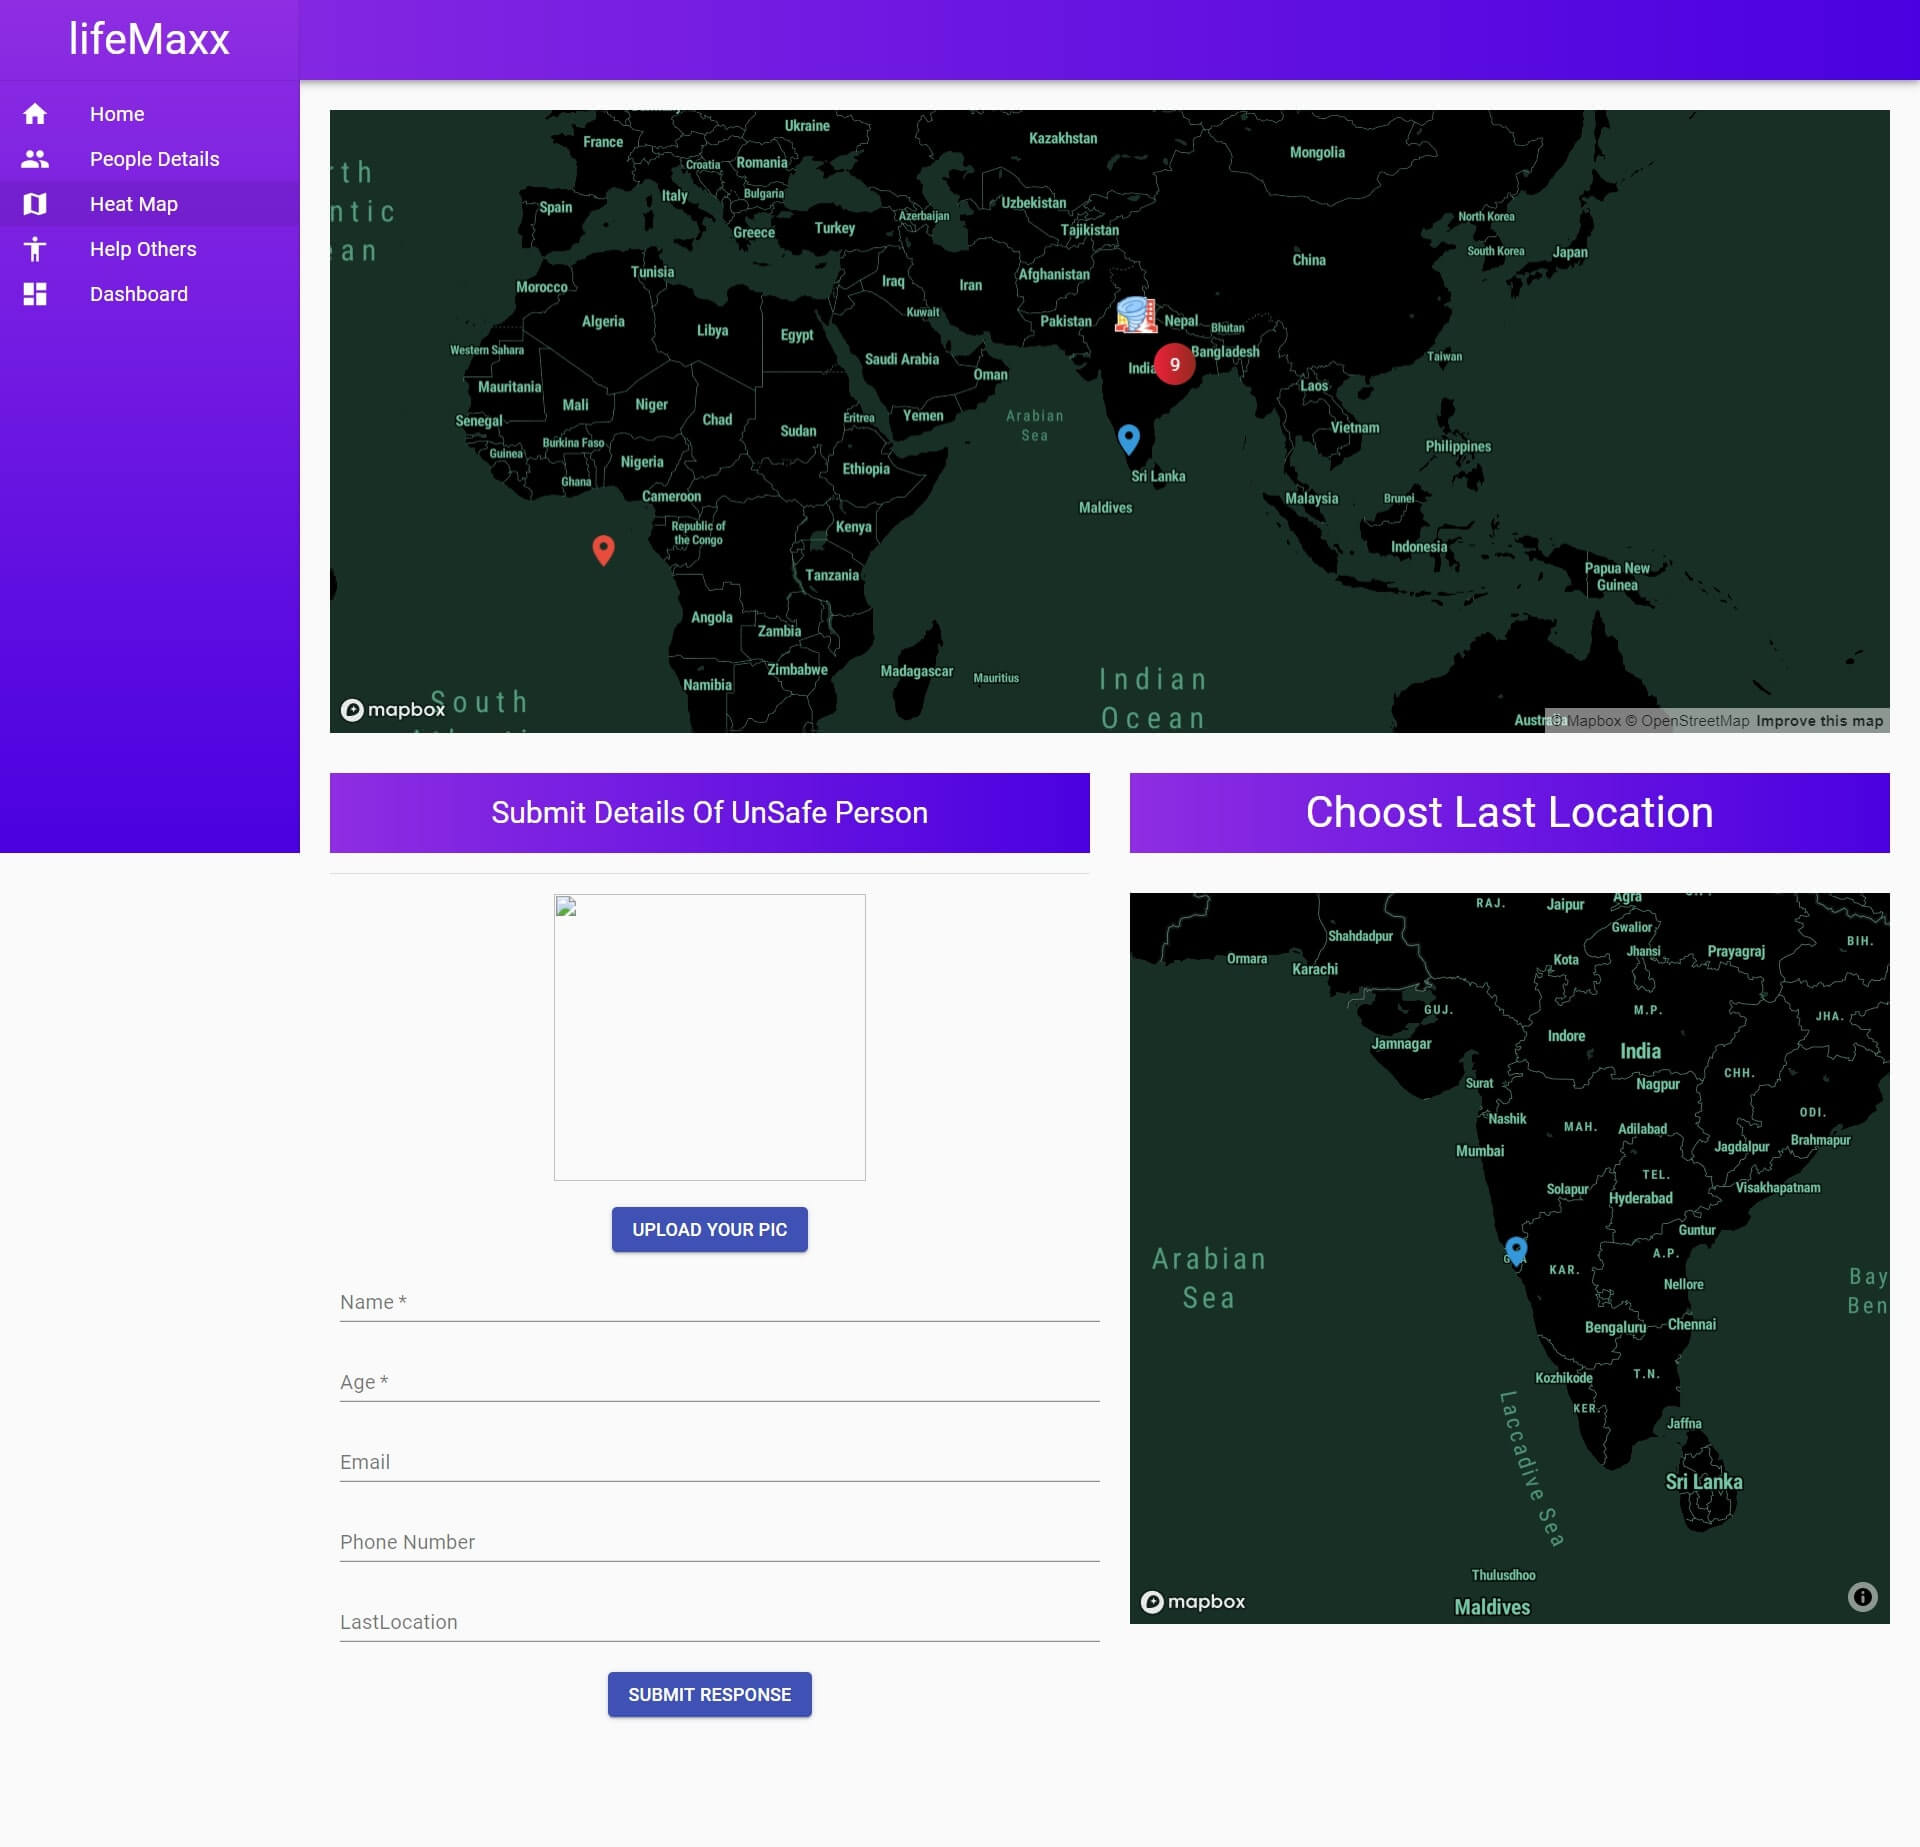 lifeMaxx
Home
People Details
Heat Map
Help Others
Dashboard
Ukraine
France
Kazakhstan
Mongolia
Croatia
Romania
Italy
Bulgaria
Spain
Uzbekistan
Azerbaijan
North Korea
Greece
Turkey
Tajikistan
South Korea
Japan
China
Tunisia
Afghanistan
Morocco
Iraq
Iran
Kuwait
Algeria
Libya
Egypt
Pakistan
Nepal
Bhutan
Western Sahara
Saudi Arabia
Bangladesh
Taiwan
India
9
Oman
Mauritania
Laos
Mali
Niger
Chad
Senegal
Eritrea
Yemen
Arabian
Sea
Sudan
Vietnam
Burkina Faso
Philippines
Guinea
Nigeria
Ethiopia
Ghana
Sri Lanka
Cameroon
Malaysia
Brunei
Maldives
Republic of
the Congo
Kenya
Indonesia
Tanzania
Papua New
Guinea
Angola
Zambia
Zimbabwe
Madagascar
Mauritius
Namibia
Indian
Ocean
South
mapbox
Australia
© Mapbox © OpenStreetMap Improve this map
Submit Details Of UnSafe Person
UPLOAD YOUR PIC
Name *
Age *
Email
Phone Number
LastLocation
SUBMIT RESPONSE
Choost Last Location
Agra
RAJ.
Jaipur
Gwalior
Shahdadpur
BIH.
Jhansi
Prayagraj
Ormara
Kota
Karachi
GUJ.
M.P.
JHA.
Indore
Jamnagar
India
CHH.
Surat
Nagpur
ODI.
Nashik
MAH.
Adilabad
Brahmapur
Jagdalpur
Mumbai
TEL.
Solapur
Visakhapatnam
Hyderabad
Guntur
A.P.
Arabian
Sea
KAR.
Bay
Ben
Nellore
Chennai
Bengaluru
T.N.
Kozhikode
KER.
Jaffna
Laccadive Sea
Sri Lanka
Thulusdhoo
Maldives
mapbox